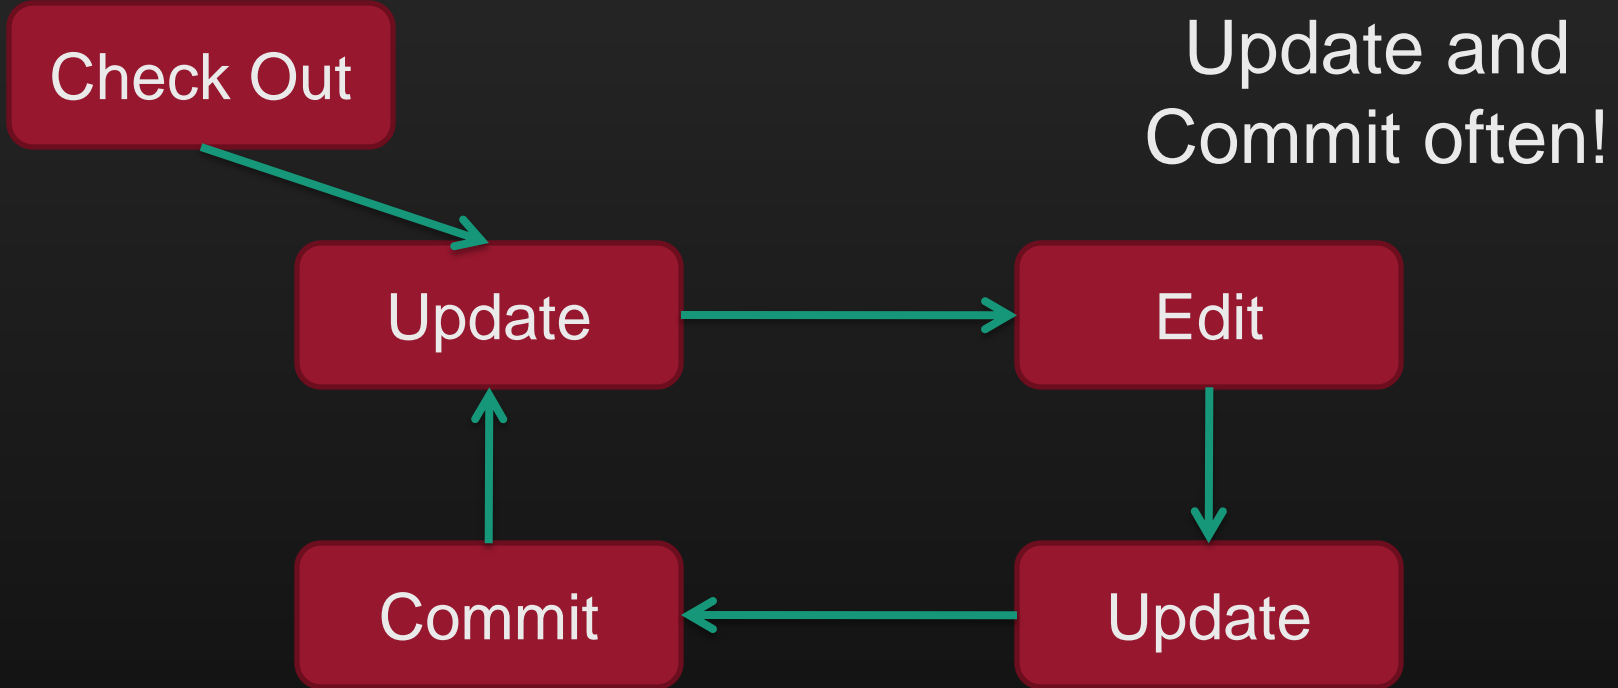 Check Out
Update and
Commit often!
Update
Edit
Commit
Update